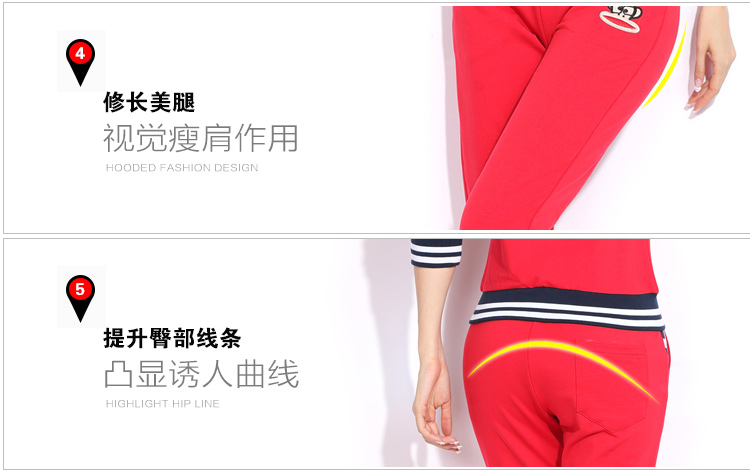 4
修长美腿
视觉瘦肩作用
HOODED FASHION DESIGN
5
提升臀部线条
凸显诱人曲线
HIGHLIGHT HIP LINE